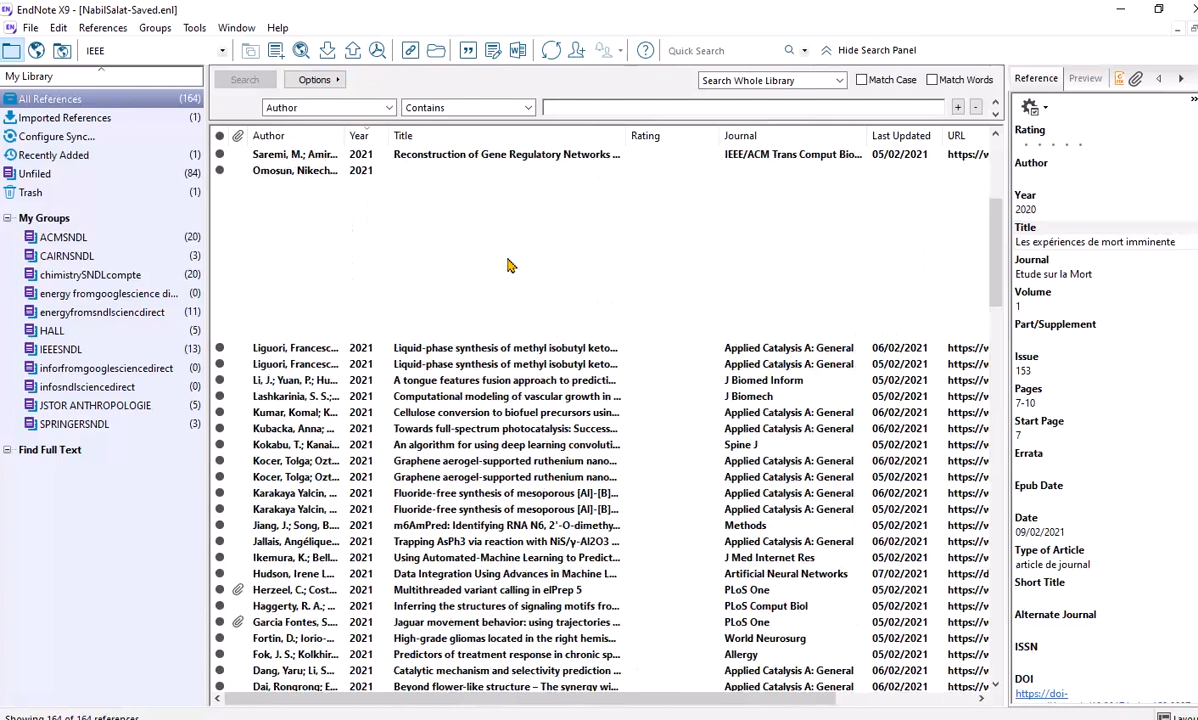 EndNote X9 - [NabilSalat-Saved.enl]
File Edit References Groups Tools Window Help
IEEE
Quick Search
Hide Search Panel
My Library
All References (164)
Imported References (1)
Configure Sync...
Recently Added (1)
Unfiled (84)
Trash (1)
My Groups
ACMSNDL (20)
CAIRNSNDL (3)
chimistrySNDLcompte (20)
energy fromgooglescience di... (0)
energyfromsndlsciencdirect (11)
HALL (5)
IEEESNDL (13)
inforfromgooglesciencedirect (0)
infosndlsciencedirect (0)
JSTOR ANTHROPOLOGIE (5)
SPRINGERSNDL (3)
Find Full Text
Search Options Search Whole Library Match Case Match Words
Author Contains
Author Year Title Rating Journal Last Updated URL
Saremi, M.; Amir... 2021 Reconstruction of Gene Regulatory Networks ... IEEE/ACM Trans Comput Bio... 05/02/2021 https://w
Omosun, Nikech... 2021
Liguori, Francesc... 2021 Liquid-phase synthesis of methyl isobutyl keto... Applied Catalysis A: General 06/02/2021 https://w
Liguori, Francesc... 2021 Liquid-phase synthesis of methyl isobutyl keto... Applied Catalysis A: General 06/02/2021 https://w
Li, J.; Yuan, P.; Hu... 2021 A tongue features fusion approach to predicti... J Biomed Inform 05/02/2021 https://w
Lashkarinia, S. S.;... 2021 Computational modeling of vascular growth in ... J Biomech 05/02/2021 https://w
Kumar, Komal; K... 2021 Cellulose conversion to biofuel precursors usin... Applied Catalysis A: General 06/02/2021 https://w
Kubacka, Anna; ... 2021 Towards full-spectrum photocatalysis: Success... Applied Catalysis A: General 06/02/2021 https://w
Kokabu, T.; Kanai... 2021 An algorithm for using deep learning convoluti... Spine J 05/02/2021 https://w
Kocer, Tolga; Ozt... 2021 Graphene aerogel-supported ruthenium nano... Applied Catalysis A: General 06/02/2021 https://w
Kocer, Tolga; Ozt... 2021 Graphene aerogel-supported ruthenium nano... Applied Catalysis A: General 06/02/2021 https://w
Karakaya Yalcin, ... 2021 Fluoride-free synthesis of mesoporous [Al]-[B]... Applied Catalysis A: General 06/02/2021 https://w
Karakaya Yalcin, ... 2021 Fluoride-free synthesis of mesoporous [Al]-[B]... Applied Catalysis A: General 06/02/2021 https://w
Jiang, J.; Song, B.... 2021 m6AmPred: Identifying RNA N6, 2'-O-dimethy... Methods 05/02/2021 https://w
Jallais, Angélique... 2021 Trapping AsPh3 via reaction with NiS/γ-Al2O3 ... Applied Catalysis A: General 06/02/2021 https://w
Ikemura, K.; Bell... 2021 Using Automated-Machine Learning to Predict... J Med Internet Res 05/02/2021 https://w
Hudson, Irene L... 2021 Data Integration Using Advances in Machine L... Artificial Neural Networks 07/02/2021 https://d
Herzeel, C.; Cost... 2021 Multithreaded variant calling in elPrep 5 PLoS One 05/02/2021 https://w
Haggerty, R. A.; ... 2021 Inferring the structures of signaling motifs fro... PLoS Comput Biol 05/02/2021 https://w
Garcia Fontes, S.... 2021 Jaguar movement behavior: using trajectories ... PLoS One 05/02/2021 https://w
Fortin, D.; Iorio-... 2021 High-grade gliomas located in the right hemis... World Neurosurg 05/02/2021 https://w
Fok, J. S.; Kolkhir... 2021 Predictors of treatment response in chronic sp... Allergy 05/02/2021 https://w
Dang, Yaru; Li, S... 2021 Catalytic mechanism and selectivity prediction ... Applied Catalysis A: General 06/02/2021 https://w
Dai, Rongrong; E... 2021 Beyond flower-like structure – The synergy wi... Applied Catalysis A: General 06/02/2021 https://w
Reference Preview
Rating
Author
Year
2020
Title
Les expériences de mort imminente
Journal
Etude sur la Mort
Volume
1
Part/Supplement
Issue
153
Pages
7-10
Start Page
7
Errata
Epub Date
Date
09/02/2021
Type of Article
article de journal
Short Title
Alternate Journal
ISSN
DOI
https://doi-
Showing 164 of 164 references